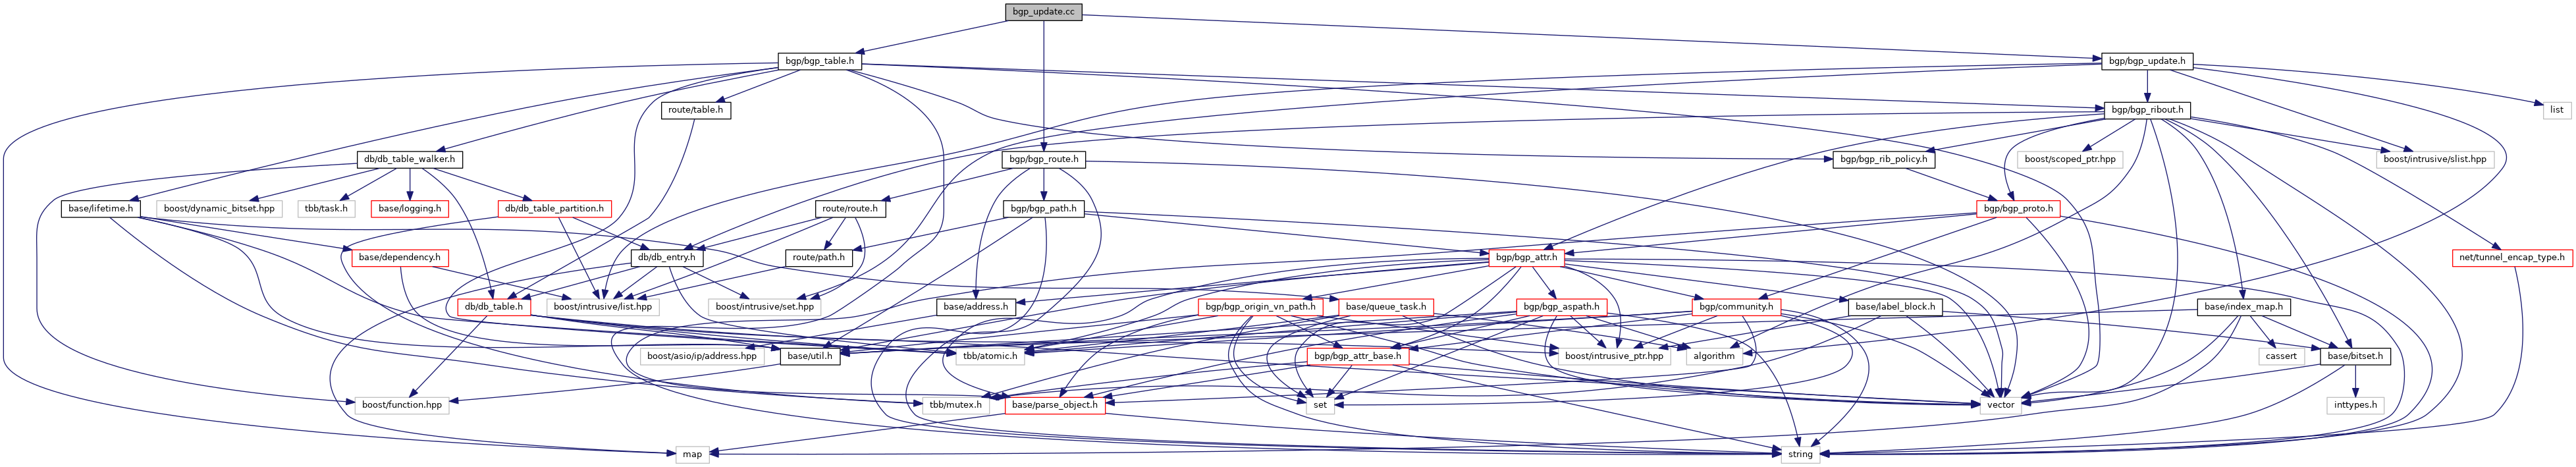 bgp_update.cc
bgp/bgp_table.h
bgp/bgp_update.h
route/table.h
bgp/bgp_ribout.h
list
db/db_table_walker.h
bgp/bgp_route.h
bgp/bgp_rib_policy.h
boost/scoped_ptr.hpp
boost/intrusive/slist.hpp
base/lifetime.h
boost/dynamic_bitset.hpp
tbb/task.h
base/logging.h
db/db_table_partition.h
route/route.h
bgp/bgp_path.h
bgp/bgp_proto.h
base/dependency.h
db/db_entry.h
route/path.h
bgp/bgp_attr.h
net/tunnel_encap_type.h
db/db_table.h
boost/intrusive/list.hpp
boost/intrusive/set.hpp
base/address.h
bgp/bgp_origin_vn_path.h
base/queue_task.h
bgp/bgp_aspath.h
bgp/community.h
base/label_block.h
base/index_map.h
boost/asio/ip/address.hpp
base/util.h
tbb/atomic.h
bgp/bgp_attr_base.h
boost/intrusive_ptr.hpp
algorithm
cassert
base/bitset.h
boost/function.hpp
tbb/mutex.h
base/parse_object.h
set
vector
inttypes.h
map
string